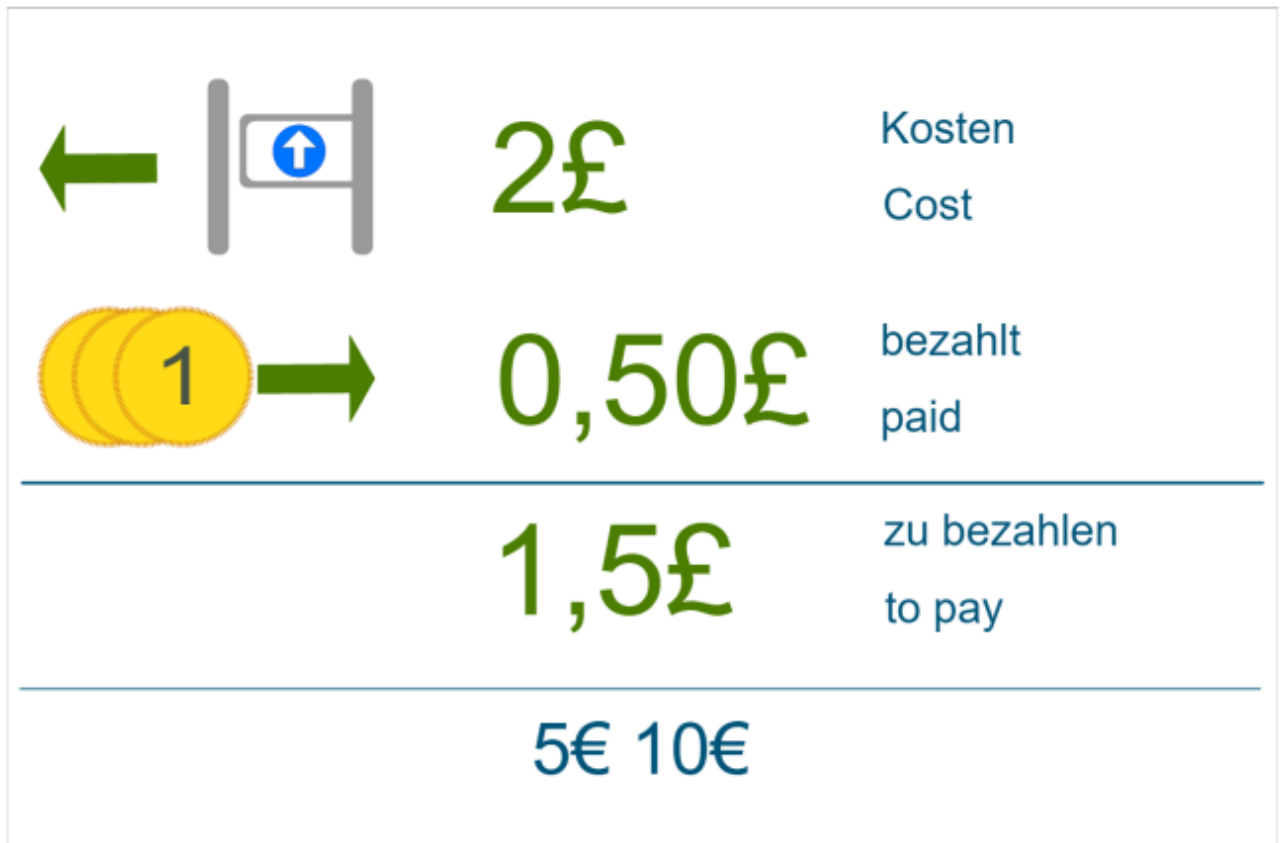 2£
Kosten
Cost
1
0,50£
bezahlt
paid
1,5£
zu bezahlen
to pay
5€ 10€